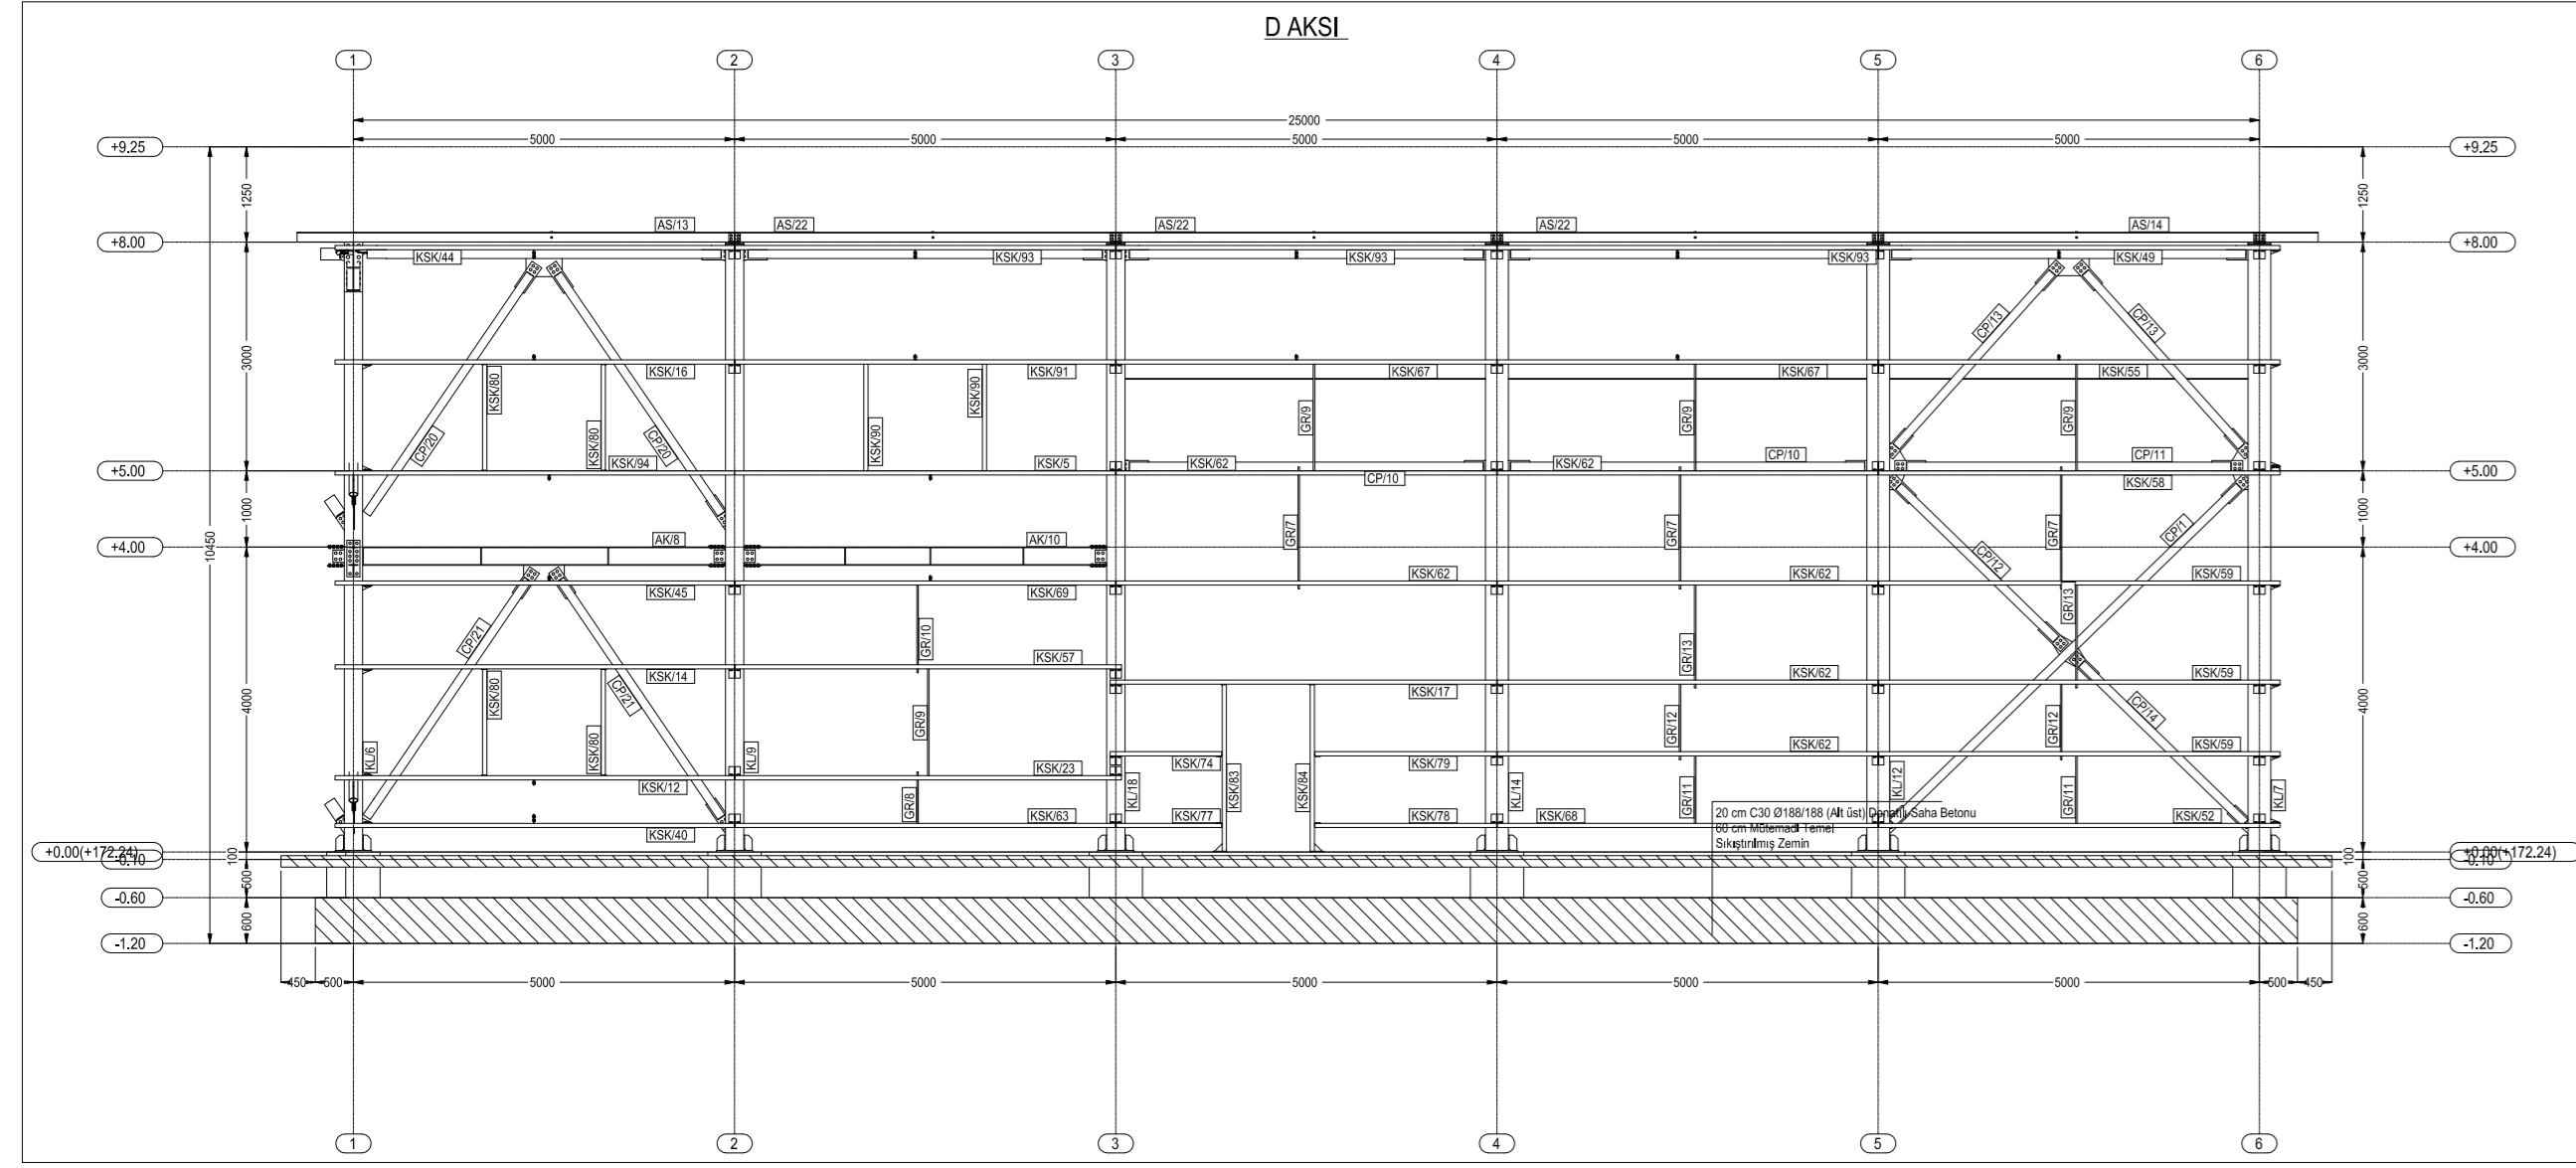 D AKSI
1 2 3 4 5 6
25000
5000 5000 5000 5000 5000
+9.25 +9.25
1250 1250
AS/13 AS/22 AS/22 AS/22 AS/14
+8.00 +8.00
KSK/44 KSK/93 KSK/93 KSK/93 KSK/49
CP/13 CP/13
3000 3000
KSK/16 KSK/91 KSK/67 KSK/67 KSK/55
KSK/80 KSK/90
GR/9 GR/9 GR/9
CP/20 KSK/80 CP/20 KSK/90
KSK/94 KSK/5 KSK/62 KSK/62 CP/10 CP/11
+5.00 +5.00
CP/10 KSK/58
1000 1000
10450
GR/7 GR/7 GR/7 CP/1
AK/8 AK/10
+4.00 +4.00
CP/12
KSK/62 KSK/62 KSK/59
KSK/45 KSK/69
GR/13
CP/21 GR/10 GR/13
KSK/57
KSK/14 KSK/62 KSK/59
KSK/17
KSK/80 CP/21 GR/9 CP/14
4000 4000
GR/12 GR/12
KSK/62 KSK/59
KL/6 KSK/80 KL/9
KSK/23 KSK/74 KSK/79
KSK/12
KL/18 KSK/83 KSK/84 KL/14 KL/12 KL/7
GR/8 GR/11 GR/11
KSK/63 KSK/77 KSK/78 KSK/68 KSK/52
KSK/40
20 cm C30 Ø188/188 (Alt üst) Donatılı Saha Betonu
60 cm Mütemadi Temel
Sıkıştırılmış Zemin
+0.00(+172.24) +0.00(+172.24)
-0.10 -0.10
100 100
500 500
-0.60 -0.60
600 600
-1.20 -1.20
450 500 5000 5000 5000 5000 5000 500 450
1 2 3 4 5 6